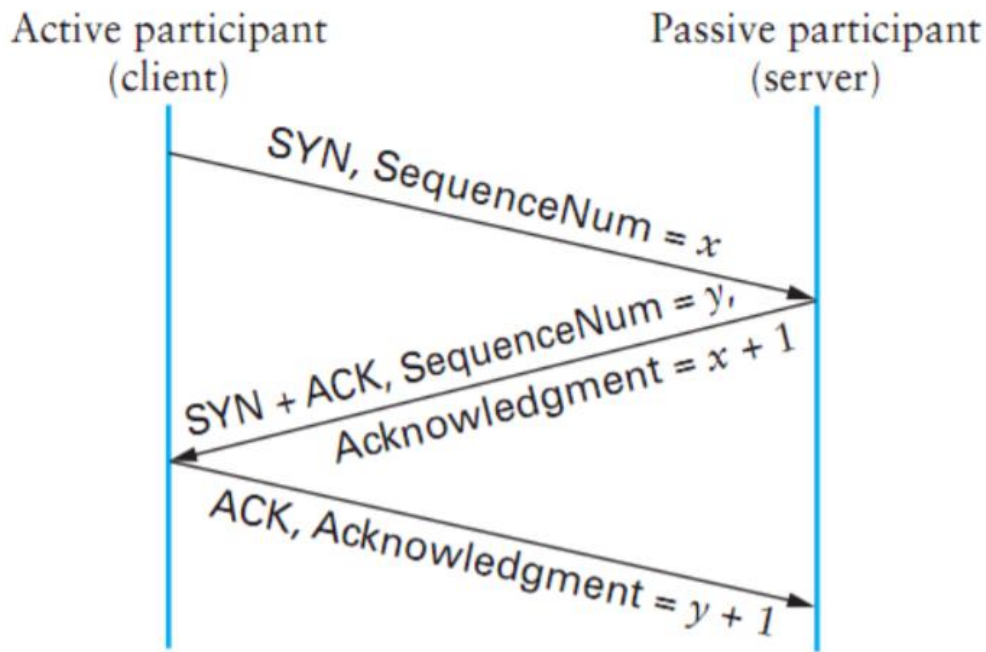 Active participant
(client)
Passive participant
(server)
SYN, SequenceNum = x
SYN + ACK, SequenceNum = y,
Acknowledgment = x + 1
ACK, Acknowledgment = y + 1